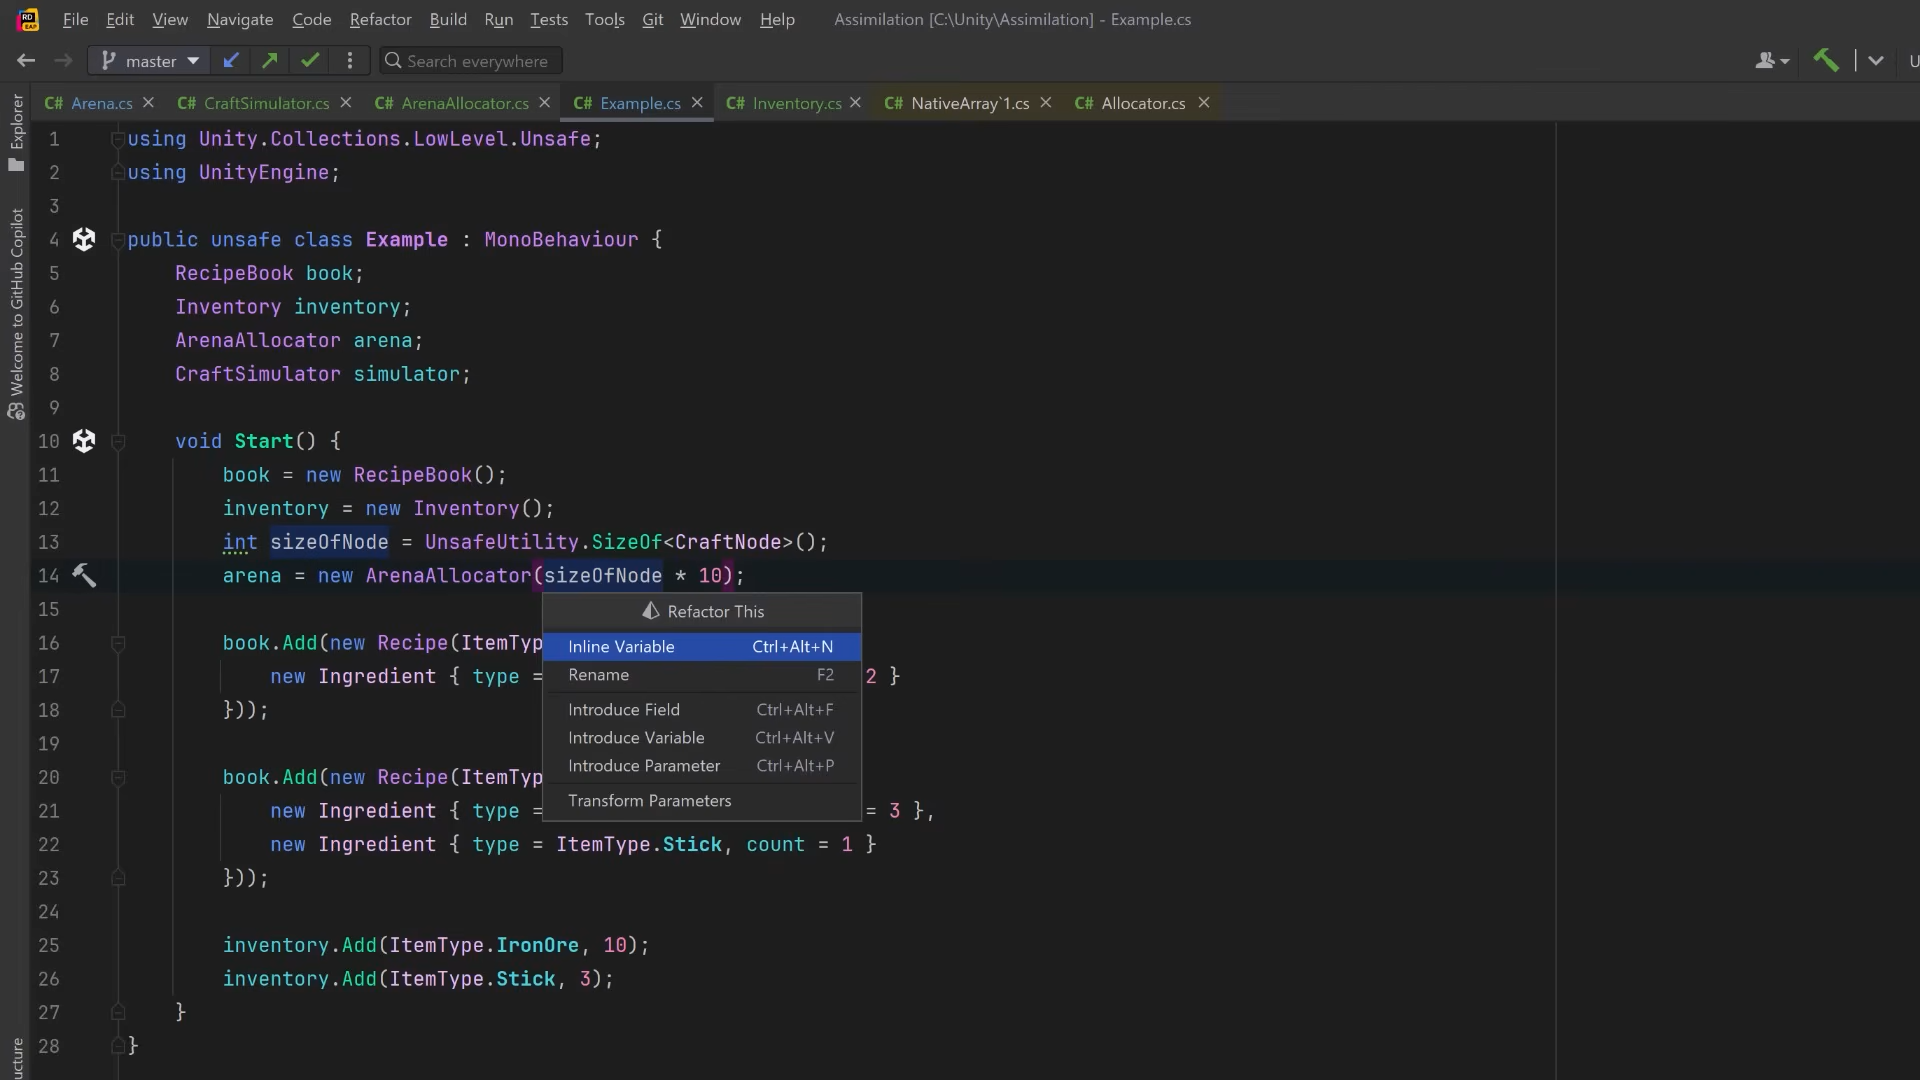 File Edit View Navigate Code Refactor Build Run Tests Tools Git Window Help Assimilation [C:\Unity\Assimilation] - Example.cs
master Search everywhere
C# Arena.cs C# CraftSimulator.cs C# ArenaAllocator.cs C# Example.cs C# Inventory.cs C# NativeArray`1.cs C# Allocator.cs
Explorer
Welcome to GitHub Copilot
1 using Unity.Collections.LowLevel.Unsafe;
2 using UnityEngine;
3
4 public unsafe class Example : MonoBehaviour {
5 RecipeBook book;
6 Inventory inventory;
7 ArenaAllocator arena;
8 CraftSimulator simulator;
9
10 void Start() {
11 book = new RecipeBook();
12 inventory = new Inventory();
13 int sizeOfNode = UnsafeUtility.SizeOf<CraftNode>();
14 arena = new ArenaAllocator(sizeOfNode * 10);
15
16 book.Add(new Recipe(ItemTyp
17 new Ingredient { type = 2 }
18 }));
19
20 book.Add(new Recipe(ItemTyp
21 new Ingredient { type = = 3 },
22 new Ingredient { type = ItemType.Stick, count = 1 }
23 }));
24
25 inventory.Add(ItemType.IronOre, 10);
26 inventory.Add(ItemType.Stick, 3);
27 }
28 }
Refactor This
Inline Variable Ctrl+Alt+N
Rename F2
Introduce Field Ctrl+Alt+F
Introduce Variable Ctrl+Alt+V
Introduce Parameter Ctrl+Alt+P
Transform Parameters